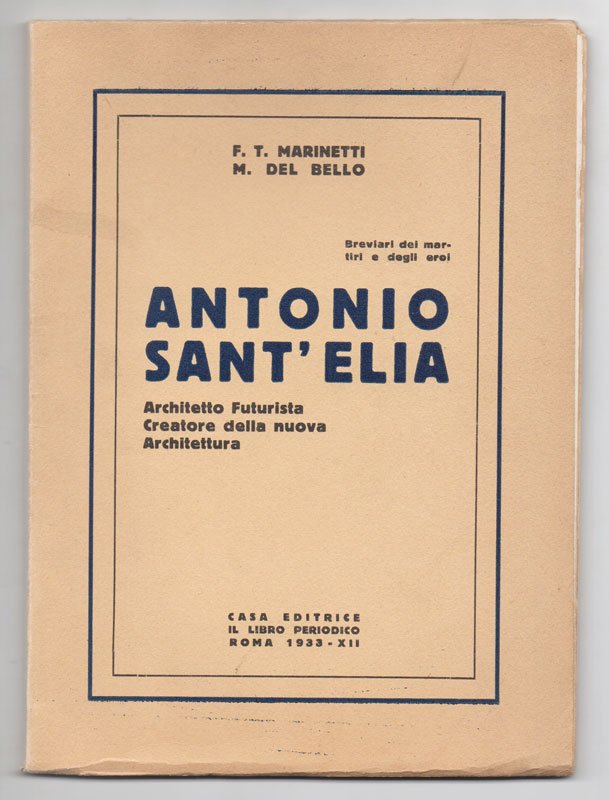 F. T. MARINETTI
M. DEL BELLO
Breviari dei mar-
tiri e degli eroi
ANTONIO
SANT'ELIA
Architetto Futurista
Creatore della nuova
Architettura
CASA EDITRICE
IL LIBRO PERIODICO
ROMA 1933-XII